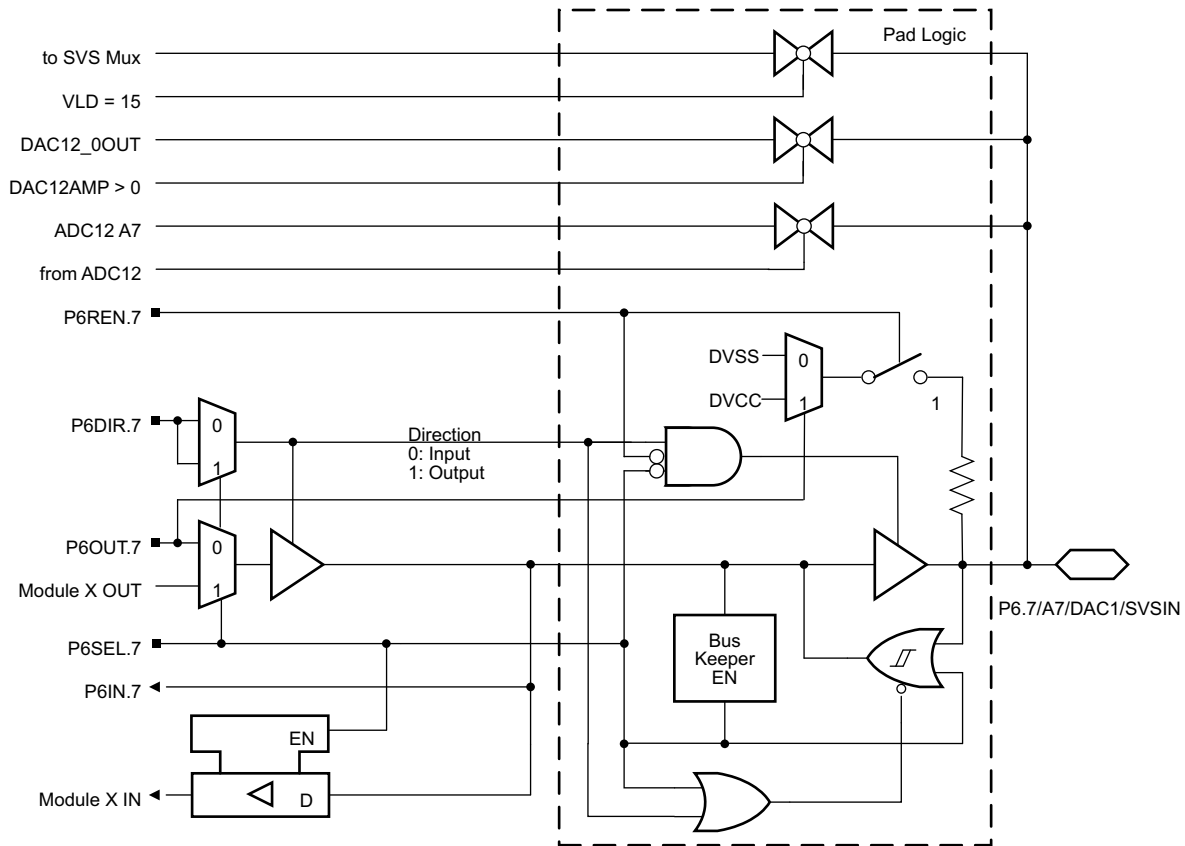 Pad Logic
to SVS Mux
VLD = 15
DAC12_0OUT
DAC12AMP > 0
ADC12 A7
from ADC12
P6REN.7
DVSS
0
DVCC
1
1
P6DIR.7
0
1
Direction
0: Input
1: Output
P6OUT.7
0
Module X OUT
1
P6.7/A7/DAC1/SVSIN
P6SEL.7
Bus
Keeper
EN
P6IN.7
EN
Module X IN
D